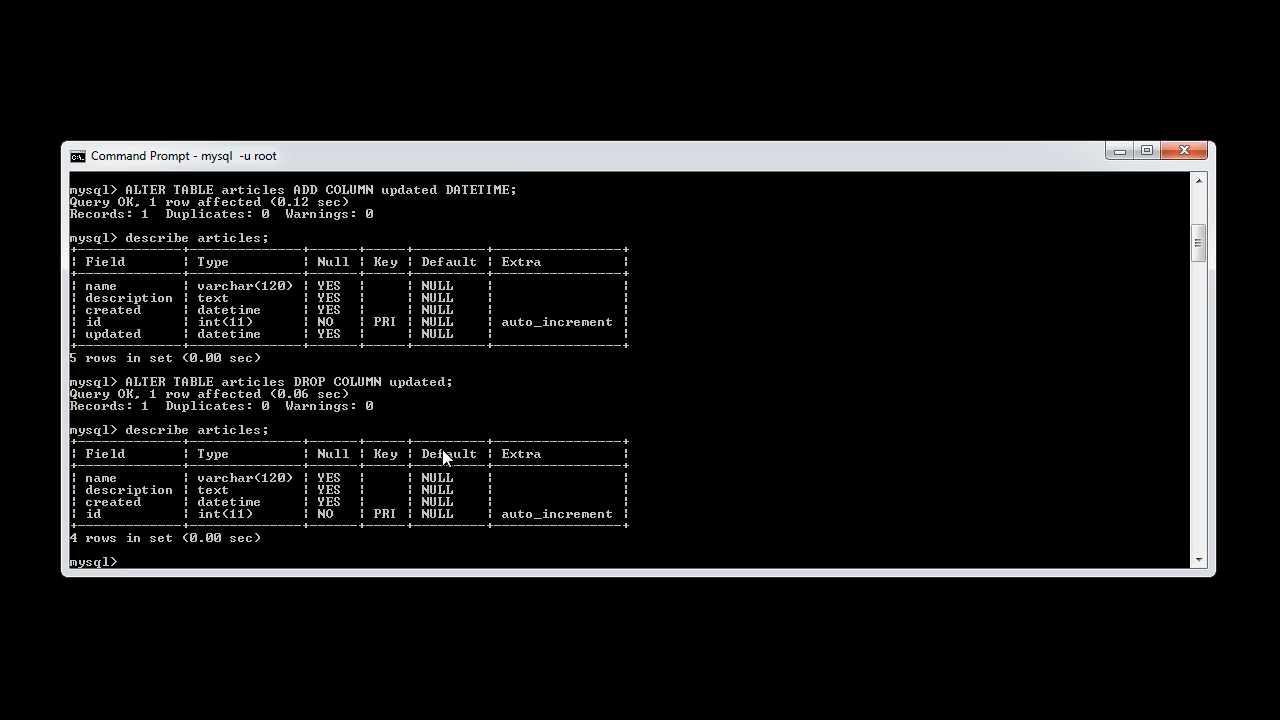 Command Prompt - mysql  -u root
mysql> ALTER TABLE articles ADD COLUMN updated DATETIME;
Query OK, 1 row affected (0.12 sec)
Records: 1  Duplicates: 0  Warnings: 0
mysql> describe articles;
+-------------+--------------+------+-----+---------+----------------+
| Field       | Type         | Null | Key | Default | Extra          |
+-------------+--------------+------+-----+---------+----------------+
| name        | varchar(120) | YES  |     | NULL    |                |
| description | text         | YES  |     | NULL    |                |
| created     | datetime     | YES  |     | NULL    |                |
| id          | int(11)      | NO   | PRI | NULL    | auto_increment |
| updated     | datetime     | YES  |     | NULL    |                |
+-------------+--------------+------+-----+---------+----------------+
5 rows in set (0.00 sec)
mysql> ALTER TABLE articles DROP COLUMN updated;
Query OK, 1 row affected (0.06 sec)
Records: 1  Duplicates: 0  Warnings: 0
mysql> describe articles;
+-------------+--------------+------+-----+---------+----------------+
| Field       | Type         | Null | Key | Default | Extra          |
+-------------+--------------+------+-----+---------+----------------+
| name        | varchar(120) | YES  |     | NULL    |                |
| description | text         | YES  |     | NULL    |                |
| created     | datetime     | YES  |     | NULL    |                |
| id          | int(11)      | NO   | PRI | NULL    | auto_increment |
+-------------+--------------+------+-----+---------+----------------+
4 rows in set (0.00 sec)
mysql>